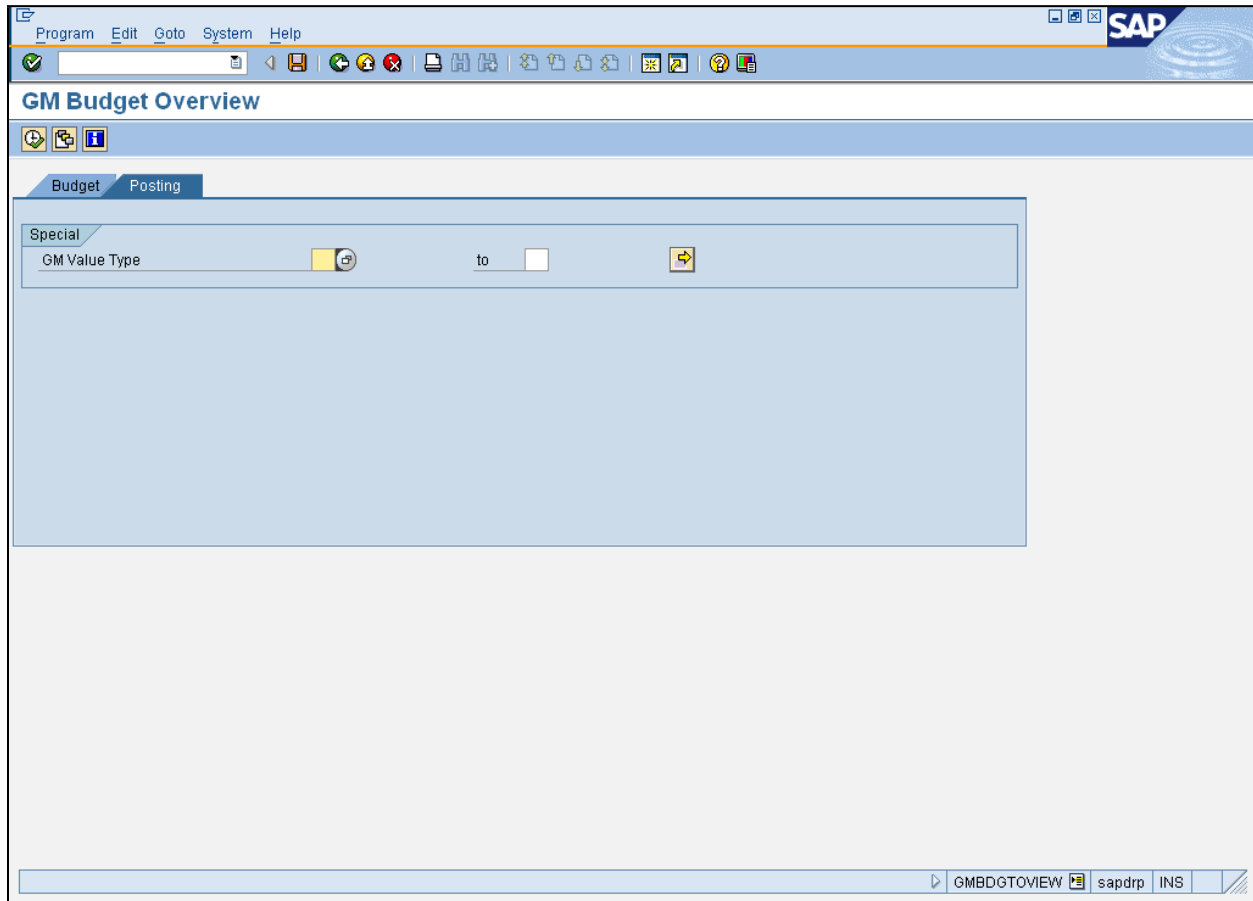 Program Edit Goto System Help
SAP
GM Budget Overview
Budget Posting
Special
GM Value Type to
GMBDGTOVIEW sapdrp INS